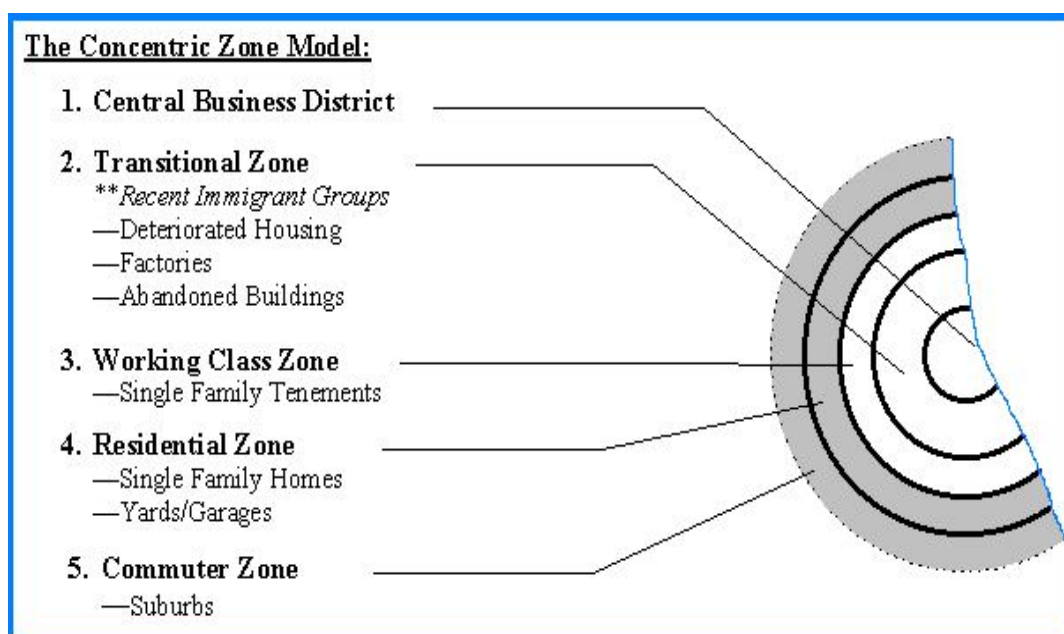 The Concentric Zone Model:
1. Central Business District
2. Transitional Zone
**Recent Immigrant Groups
—Deteriorated Housing
—Factories
—Abandoned Buildings
3. Working Class Zone
—Single Family Tenements
4. Residential Zone
—Single Family Homes
—Yards/Garages
5. Commuter Zone
—Suburbs